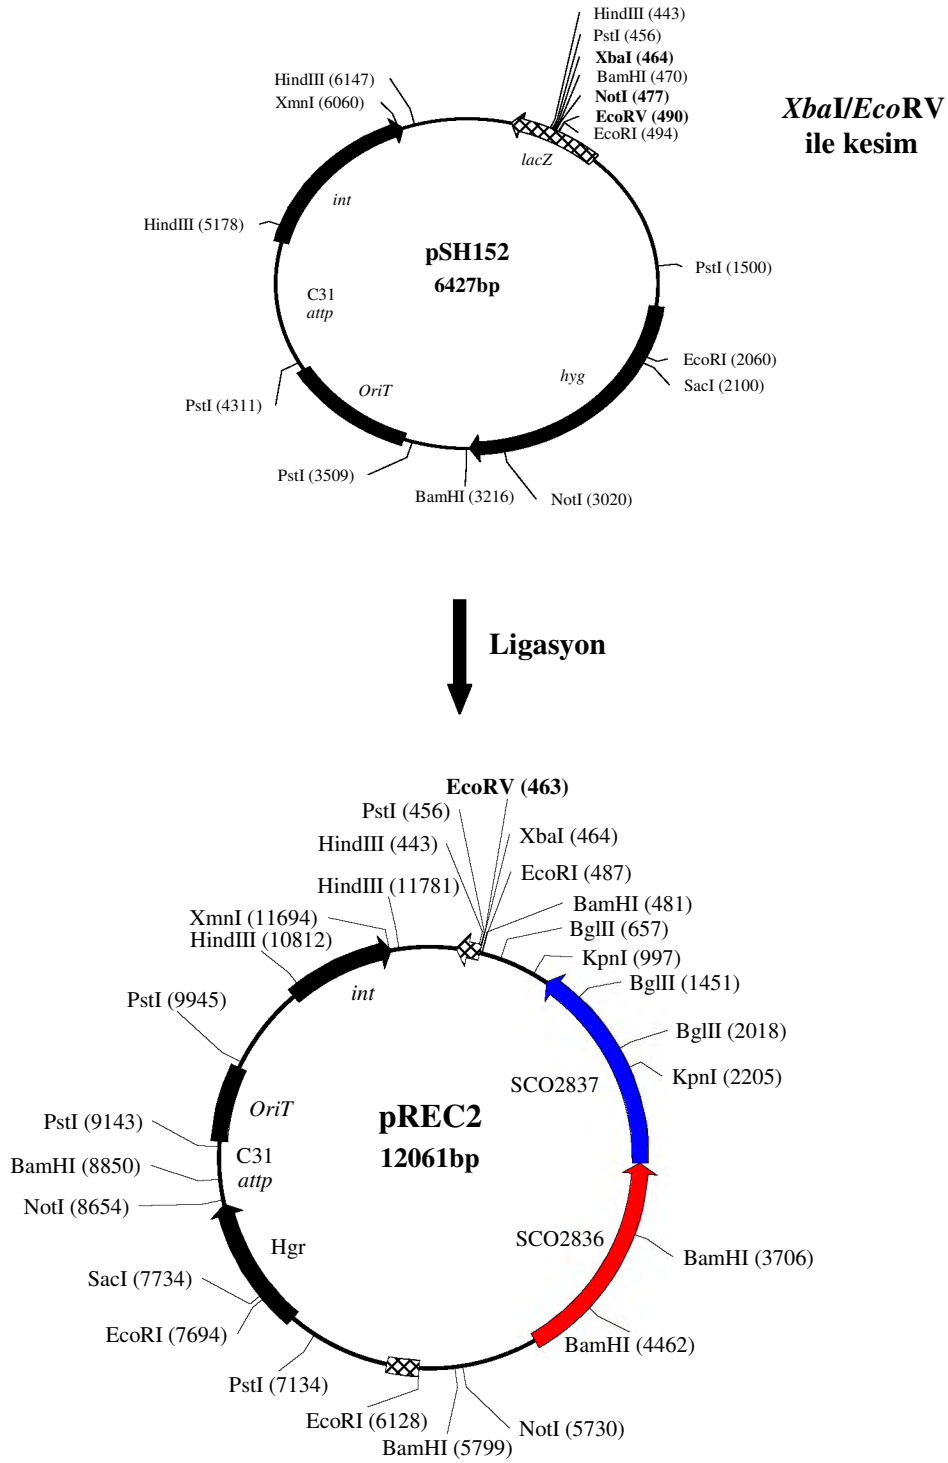 HindIII (443)
PstI (456)
XbaI (464)
BamHI (470)
NotI (477)
EcoRV (490)
EcoRI (494)
XbaI/EcoRV
ile kesim
HindIII (6147)
XmnI (6060)
lacZ
int
HindIII (5178)
pSH152
6427bp
PstI (1500)
C31
attp
EcoRI (2060)
SacI (2100)
hyg
OriT
PstI (4311)
PstI (3509)
BamHI (3216)
NotI (3020)
Ligasyon
EcoRV (463)
PstI (456)
XbaI (464)
HindIII (443)
EcoRI (487)
HindIII (11781)
BamHI (481)
XmnI (11694)
BglII (657)
HindIII (10812)
KpnI (997)
BglII (1451)
int
PstI (9945)
BglII (2018)
KpnI (2205)
SCO2837
OriT
pREC2
12061bp
PstI (9143)
C31
attp
BamHI (8850)
NotI (8654)
SCO2836
Hgr
BamHI (3706)
SacI (7734)
EcoRI (7694)
BamHI (4462)
PstI (7134)
EcoRI (6128)
NotI (5730)
BamHI (5799)